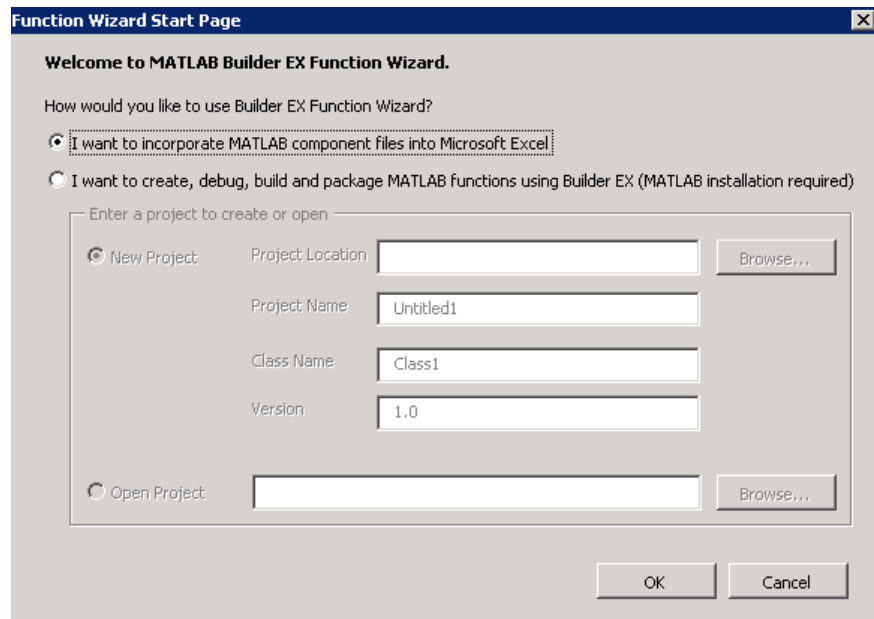 Function Wizard Start Page
Welcome to MATLAB Builder EX Function Wizard.
How would you like to use Builder EX Function Wizard?
I want to incorporate MATLAB component files into Microsoft Excel
I want to create, debug, build and package MATLAB functions using Builder EX (MATLAB installation required)
Enter a project to create or open
New Project
Project Location
Browse...
Project Name
Untitled1
Class Name
Class1
Version
1.0
Open Project
Browse...
OK
Cancel